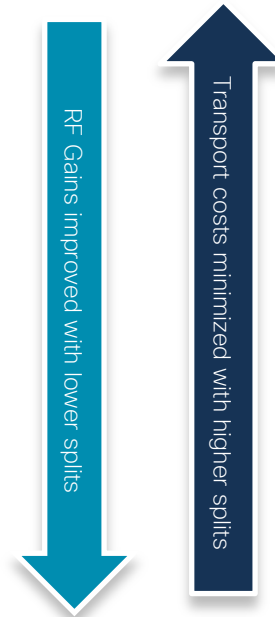 RF Gains improved with lower splits
Transport costs minimized with higher splits